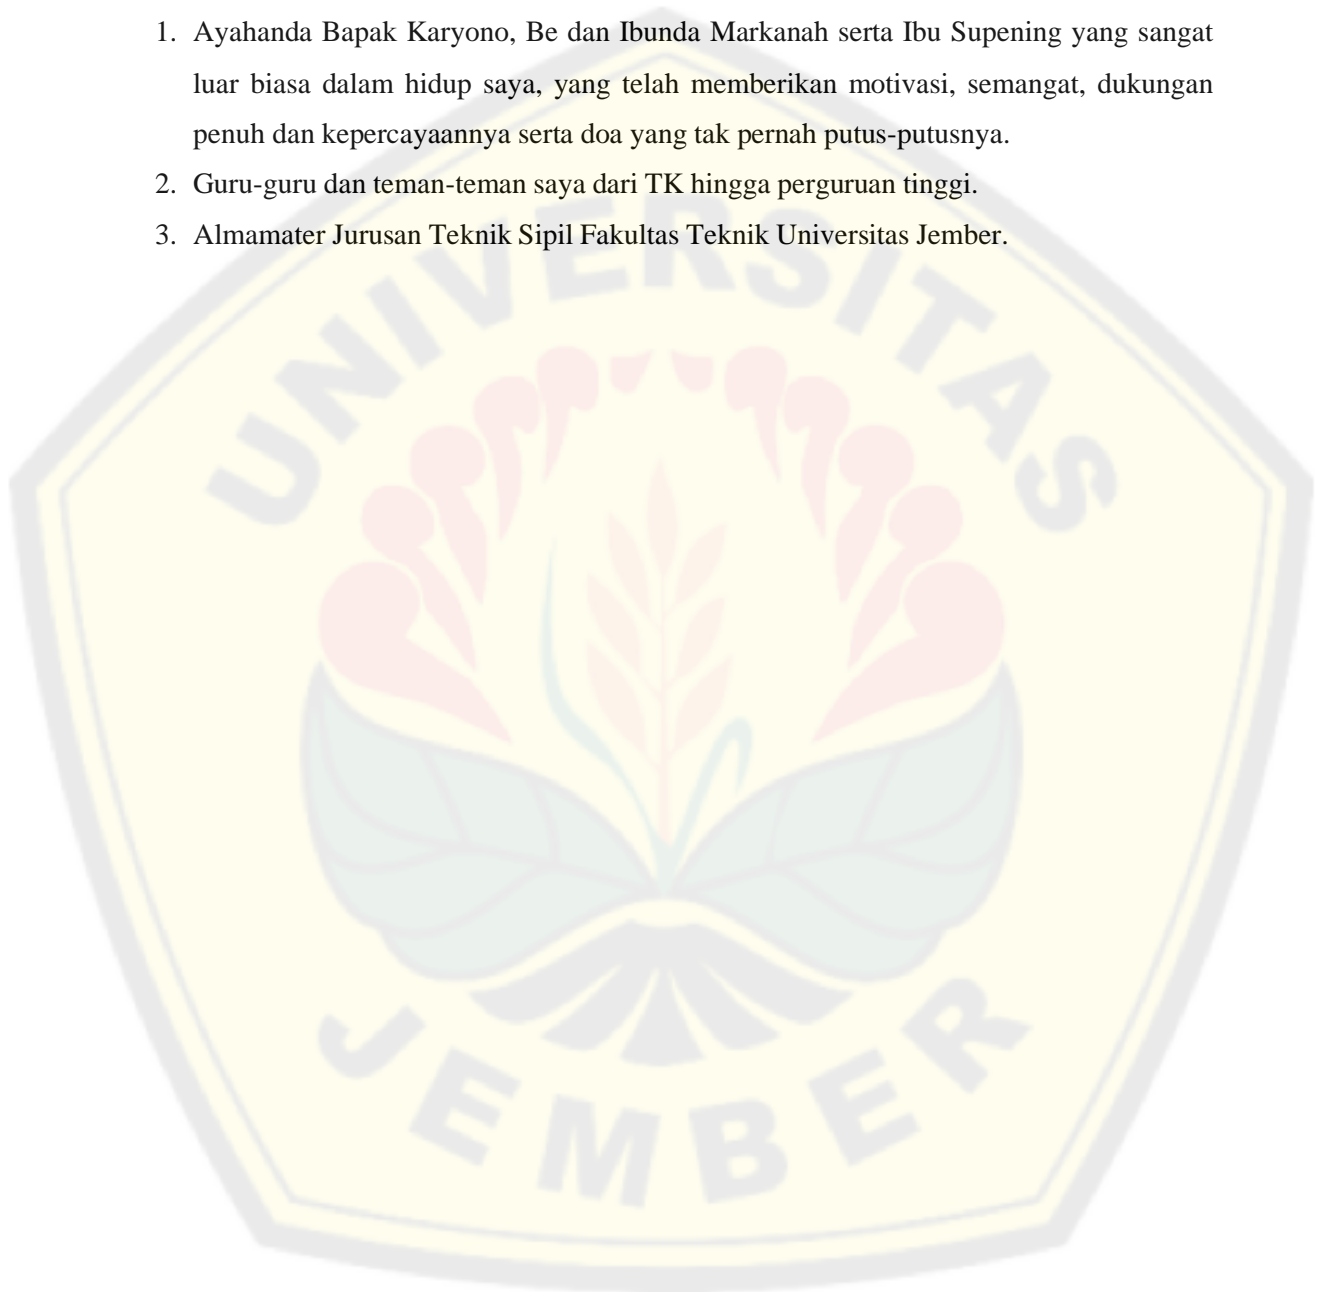 1. Ayahanda Bapak Karyono, Be dan Ibunda Markanah serta Ibu Supening yang sangat
luar biasa dalam hidup saya, yang telah memberikan motivasi, semangat, dukungan
penuh dan kepercayaannya serta doa yang tak pernah putus-putusnya.
2. Guru-guru dan teman-teman saya dari TK hingga perguruan tinggi.
3. Almamater Jurusan Teknik Sipil Fakultas Teknik Universitas Jember.
UNIVERSITAS
JEMBER